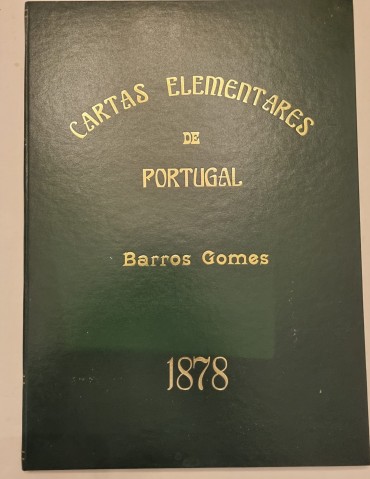 CARTAS ELEMENTARES
DE
PORTUGAL
Barros Gomes
1878